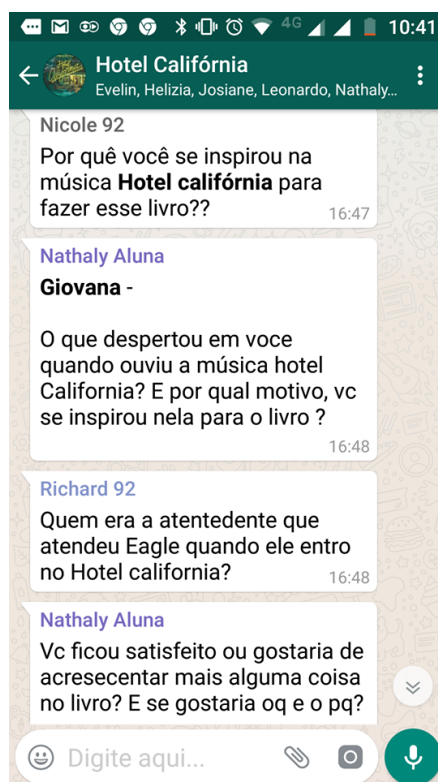 4G 10:41
Hotel Califórnia
Evelin, Helizia, Josiane, Leonardo, Nathaly...
Nicole 92
Por quê você se inspirou na
música Hotel califórnia para
fazer esse livro??
16:47
Nathaly Aluna
Giovana -
O que despertou em voce
quando ouviu a música hotel
California? E por qual motivo, vc
se inspirou nela para o livro ?
16:48
Richard 92
Quem era a atentedente que
atendeu Eagle quando ele entro
no Hotel california?
16:48
Nathaly Aluna
Vc ficou satisfeito ou gostaria de
acresecentar mais alguma coisa
no livro? E se gostaria oq e o pq?
Digite aqui...